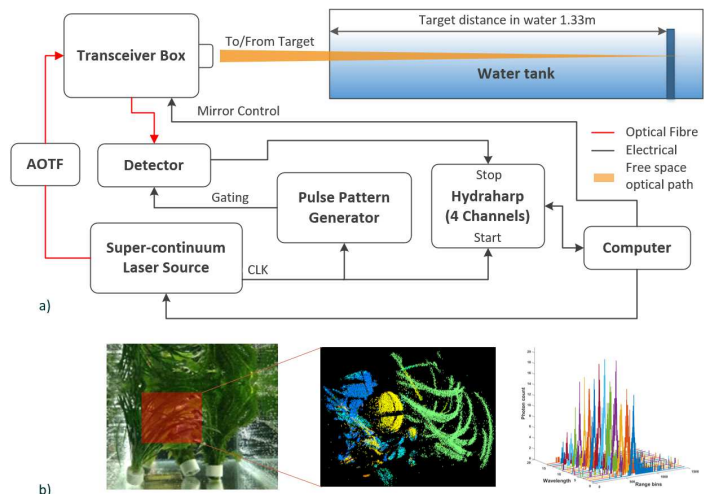 a)
Transceiver Box
To/From Target
Target distance in water 1.33m
Water tank
Mirror Control
Optical Fibre
Electrical
Free space
optical path
AOTF
Detector
Gating
Pulse Pattern
Generator
Stop
Hydraharp
(4 Channels)
Start
Computer
Super-continuum
Laser Source
CLK
b)
Photon count
Wavelength
Range bins